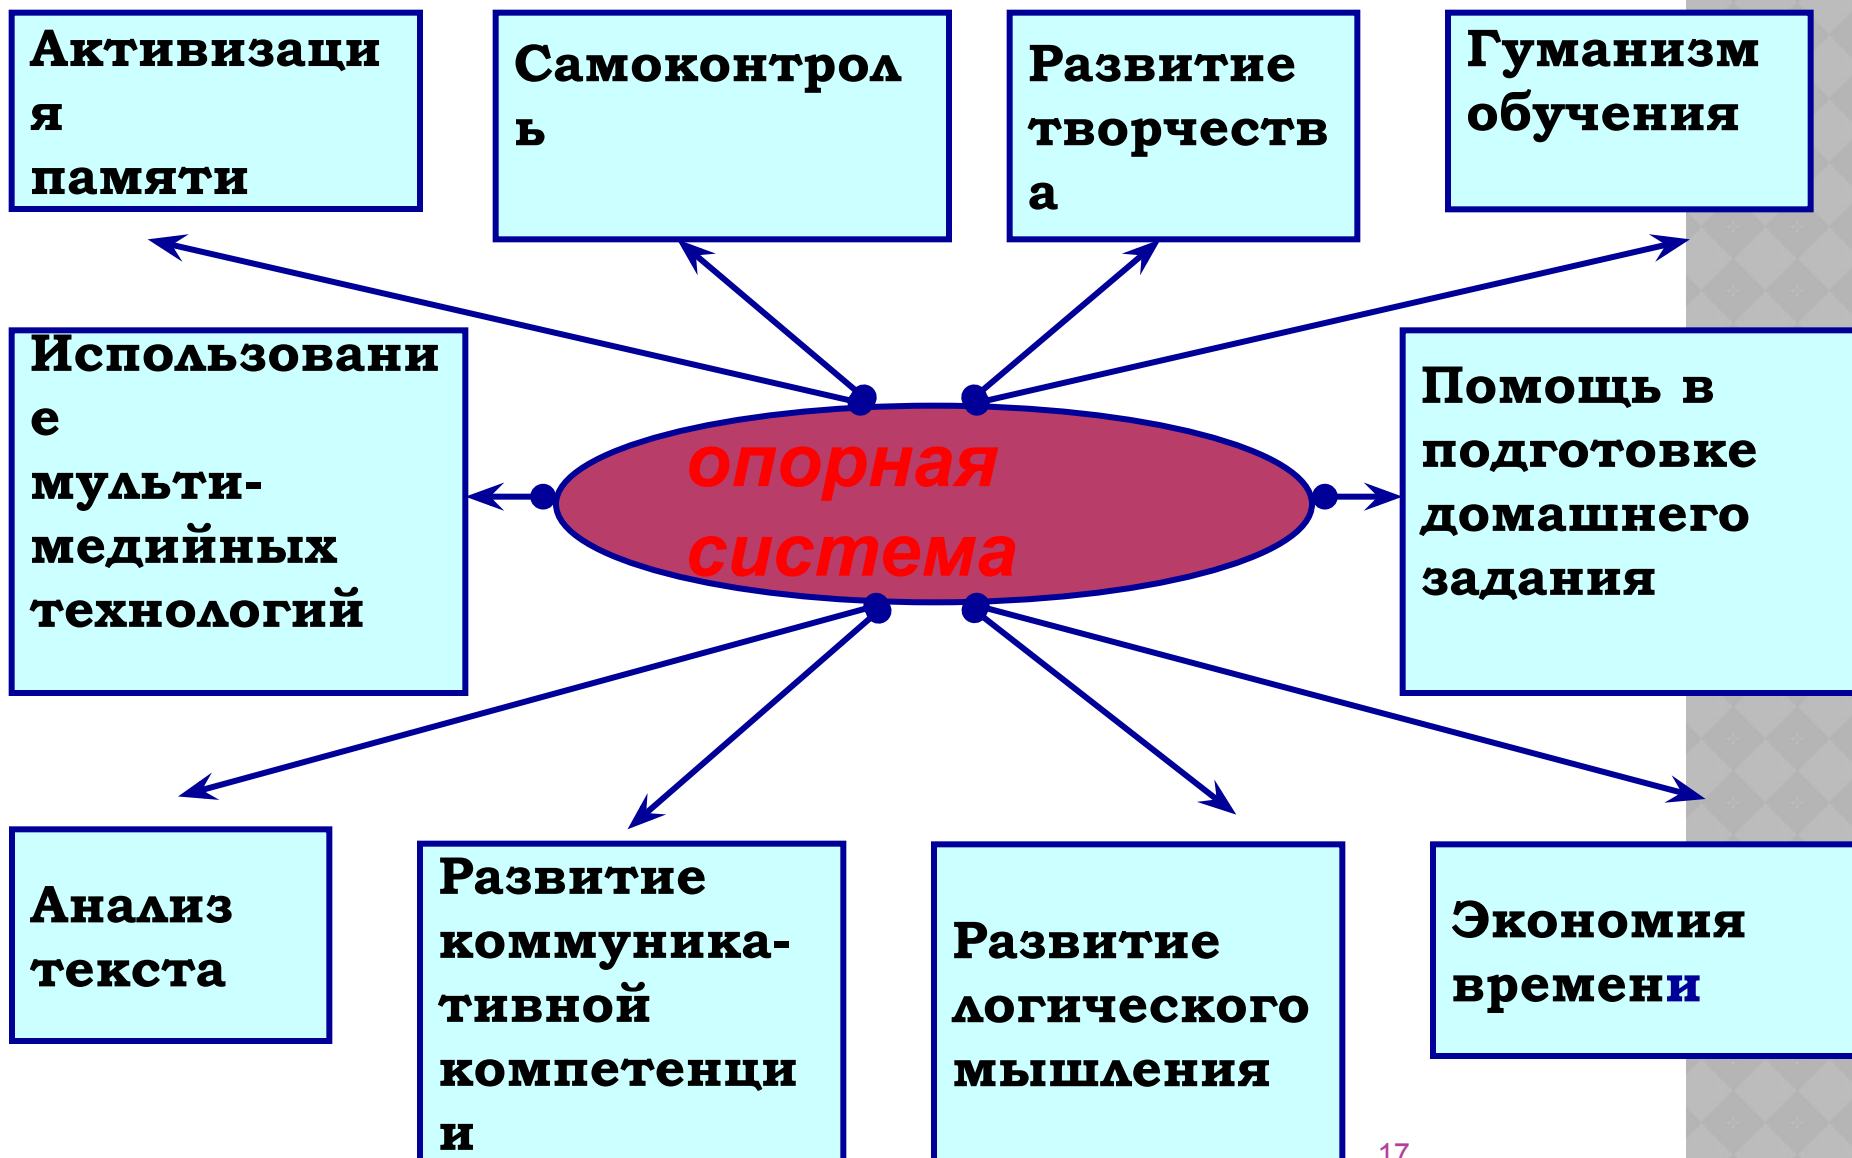 Активизаци
я
памяти
Самоконтрол
ь
Развитие
творчеств
а
Гуманизм
обучения
Использовани
е
мульти-
медийных
технологий
опорная
система
Помощь в
подготовке
домашнего
задания
Анализ
текста
Развитие
коммуника-
тивной
компетенци
и
Развитие
логического
мышления
Экономия
времени
17